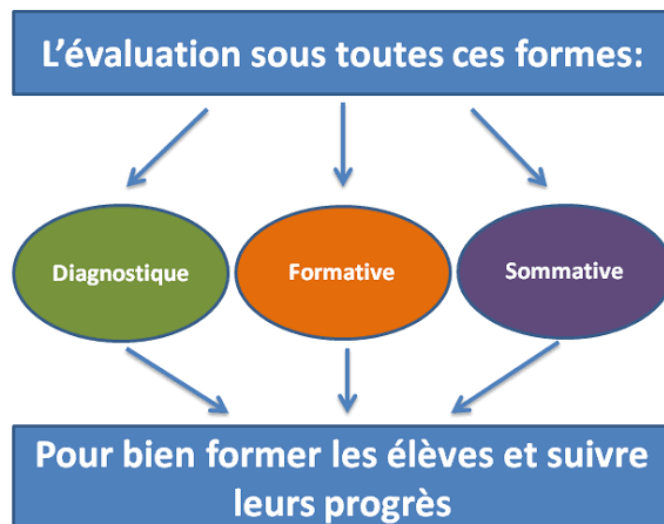 L'évaluation sous toutes ces formes:
Diagnostique
Formative
Sommative
Pour bien former les élèves et suivre
leurs progrès